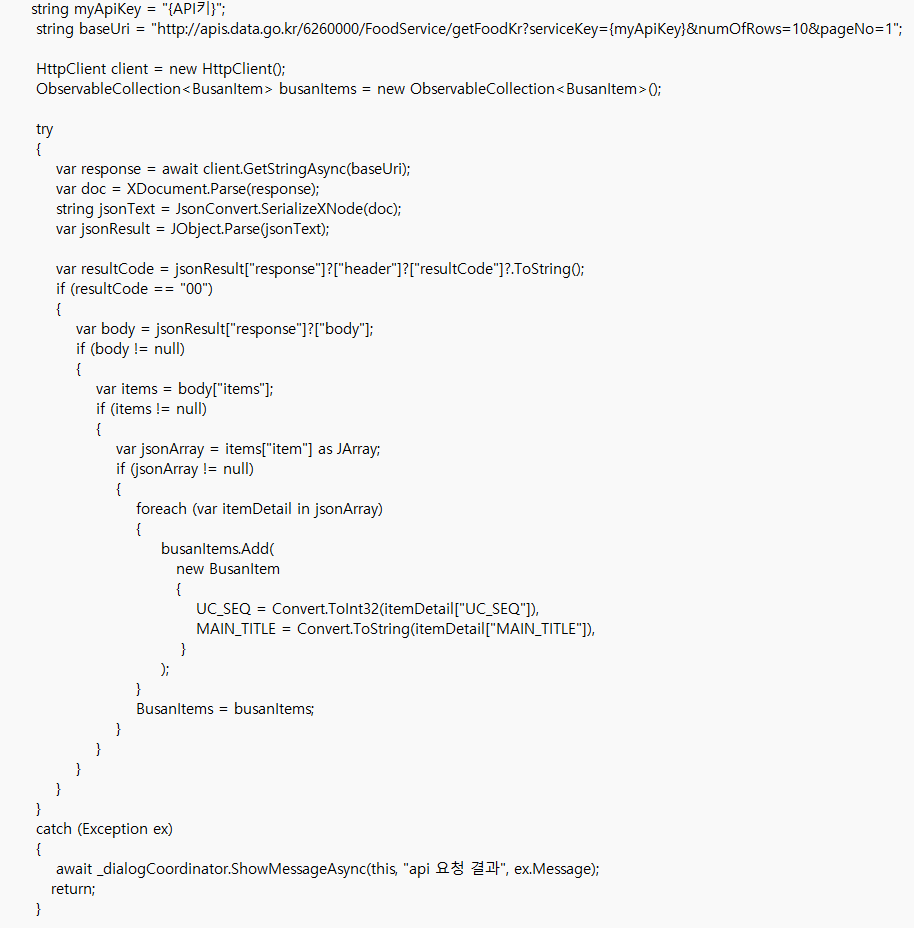 string myApiKey = "{API키}";
string baseUri = "http://apis.data.go.kr/6260000/FoodService/getFoodKr?serviceKey={myApiKey}&numOfRows=10&pageNo=1";
HttpClient client = new HttpClient();
ObservableCollection<BusanItem> busanItems = new ObservableCollection<BusanItem>();
try
{
var response = await client.GetStringAsync(baseUri);
var doc = XDocument.Parse(response);
string jsonText = JsonConvert.SerializeXNode(doc);
var jsonResult = JObject.Parse(jsonText);
var resultCode = jsonResult["response"]?["header"]?["resultCode"]?.ToString();
if (resultCode == "00")
{
var body = jsonResult["response"]?["body"];
if (body != null)
{
var items = body["items"];
if (items != null)
{
var jsonArray = items["item"] as JArray;
if (jsonArray != null)
{
foreach (var itemDetail in jsonArray)
{
busanItems.Add(
new BusanItem
{
UC_SEQ = Convert.ToInt32(itemDetail["UC_SEQ"]),
MAIN_TITLE = Convert.ToString(itemDetail["MAIN_TITLE"]),
}
);
}
BusanItems = busanItems;
}
}
}
}
}
catch (Exception ex)
{
await _dialogCoordinator.ShowMessageAsync(this, "api 요청 결과", ex.Message);
return;
}